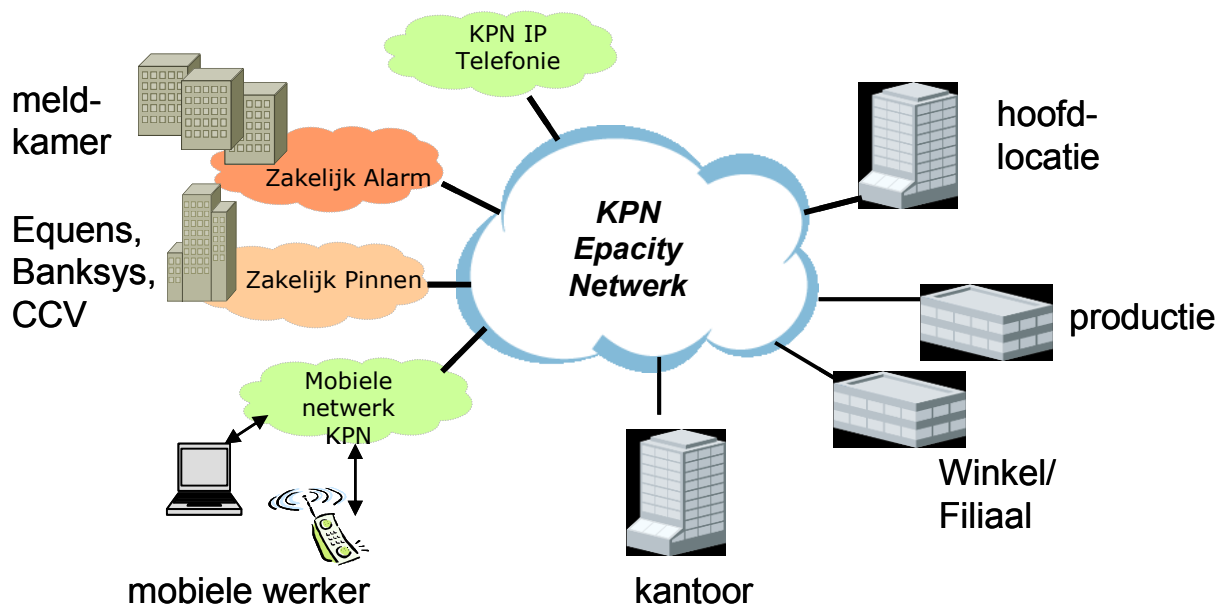 KPN IP
Telefonie
meld-
kamer
Zakelijk Alarm
Equens,
Banksys,
CCV
Zakelijk Pinnen
KPN
Epacity
Netwerk
hoofd-
locatie
productie
Winkel/
Filiaal
Mobiele
netwerk
KPN
mobiele werker
kantoor